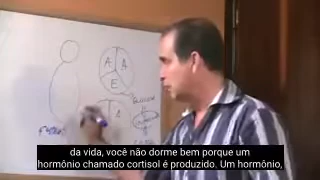 A A
E
A
da vida, você não dorme bem porque um
hormônio chamado cortisol é produzido. Um hormônio,